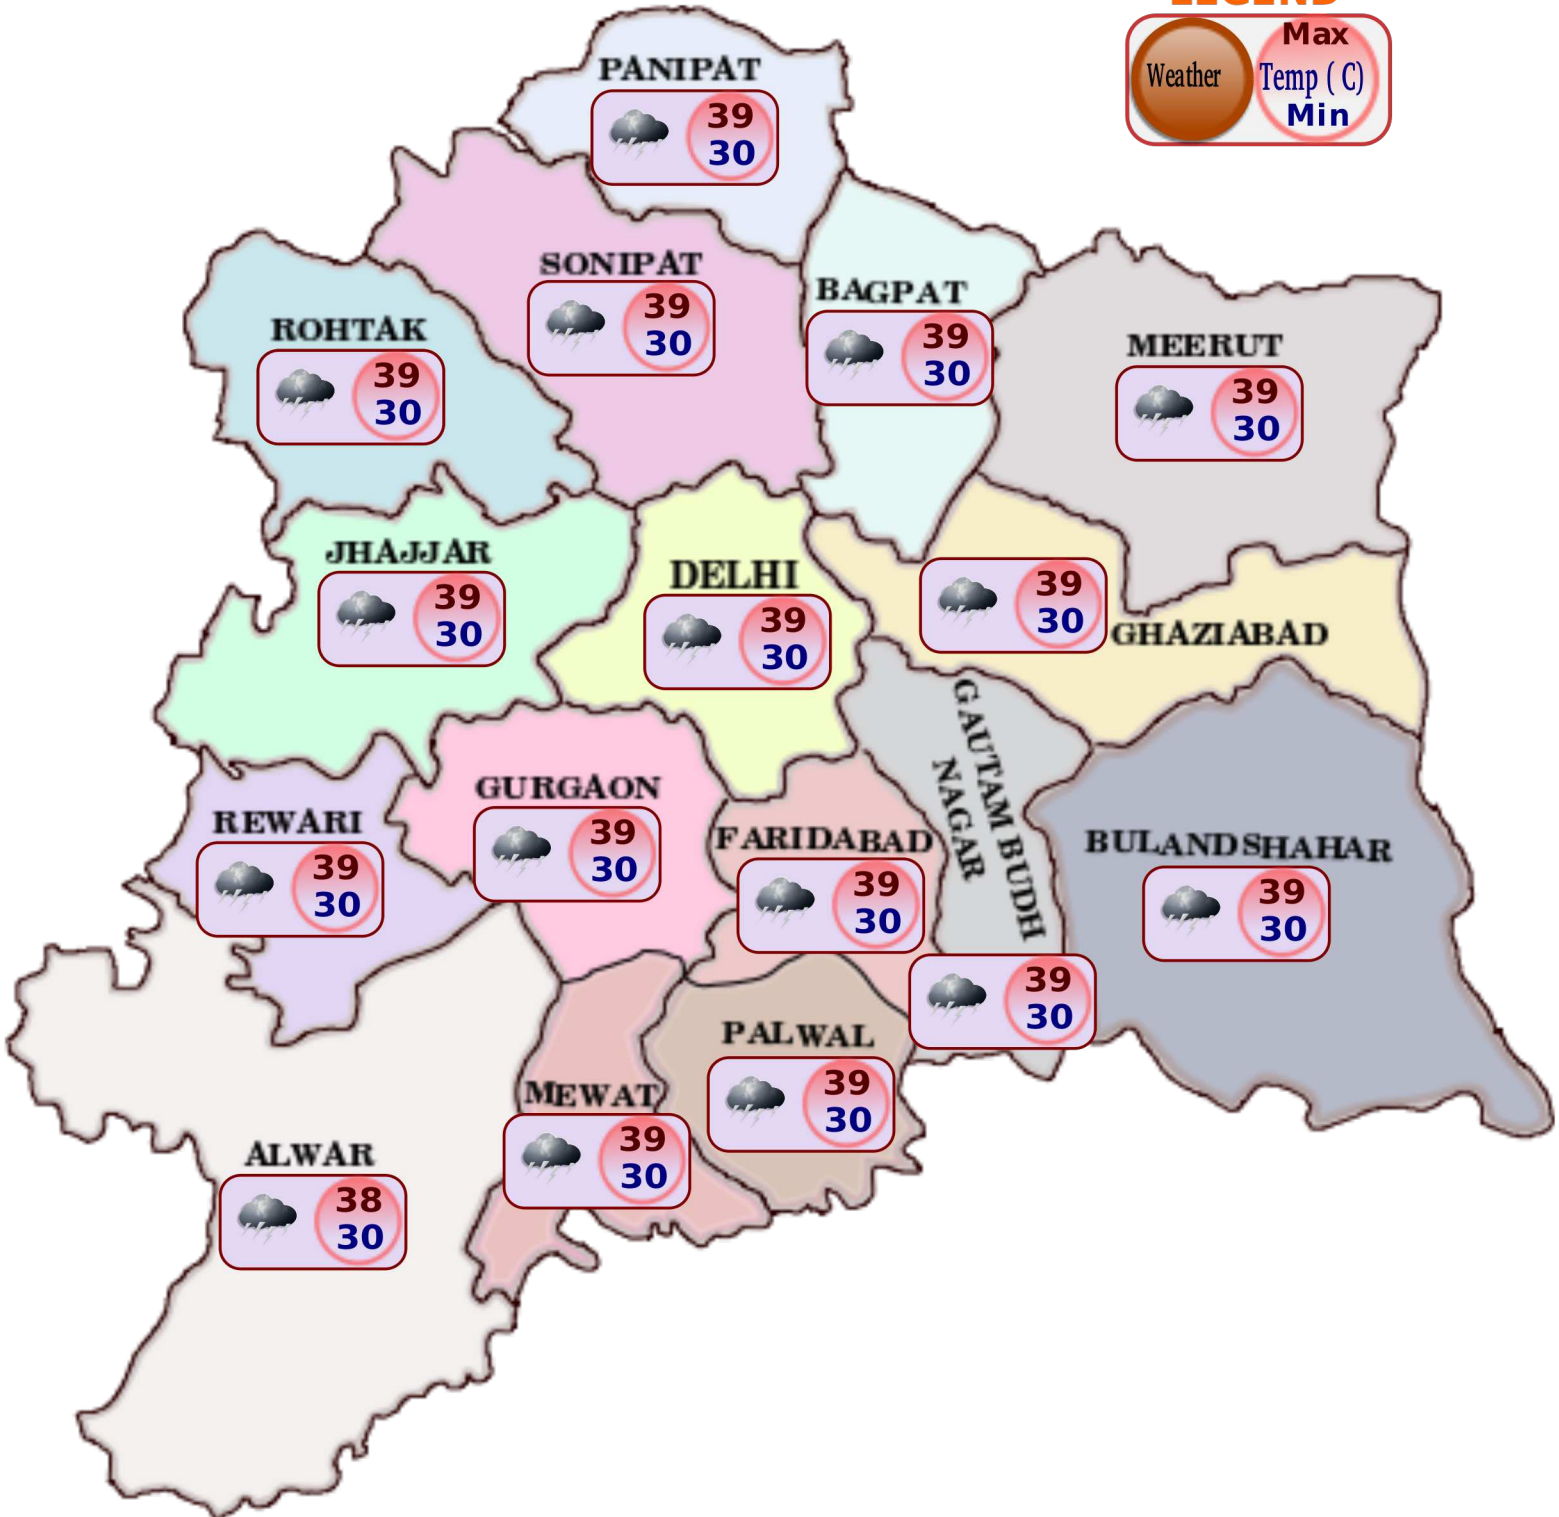 LEGEND
Max
Weather
Temp ( C)
Min
PANIPAT
39
30
SONIPAT
39
30
BAGPAT
39
30
ROHTAK
39
30
MEERUT
39
30
JHAJJAR
39
30
DELHI
39
30
39
30
GHAZIABAD
GAUTAM BUDH
NAGAR
39
30
GURGAON
39
30
REWARI
39
30
FARIDABAD
39
30
BULANDSHAHAR
39
30
PALWAL
39
30
MEWAT
39
30
ALWAR
38
30